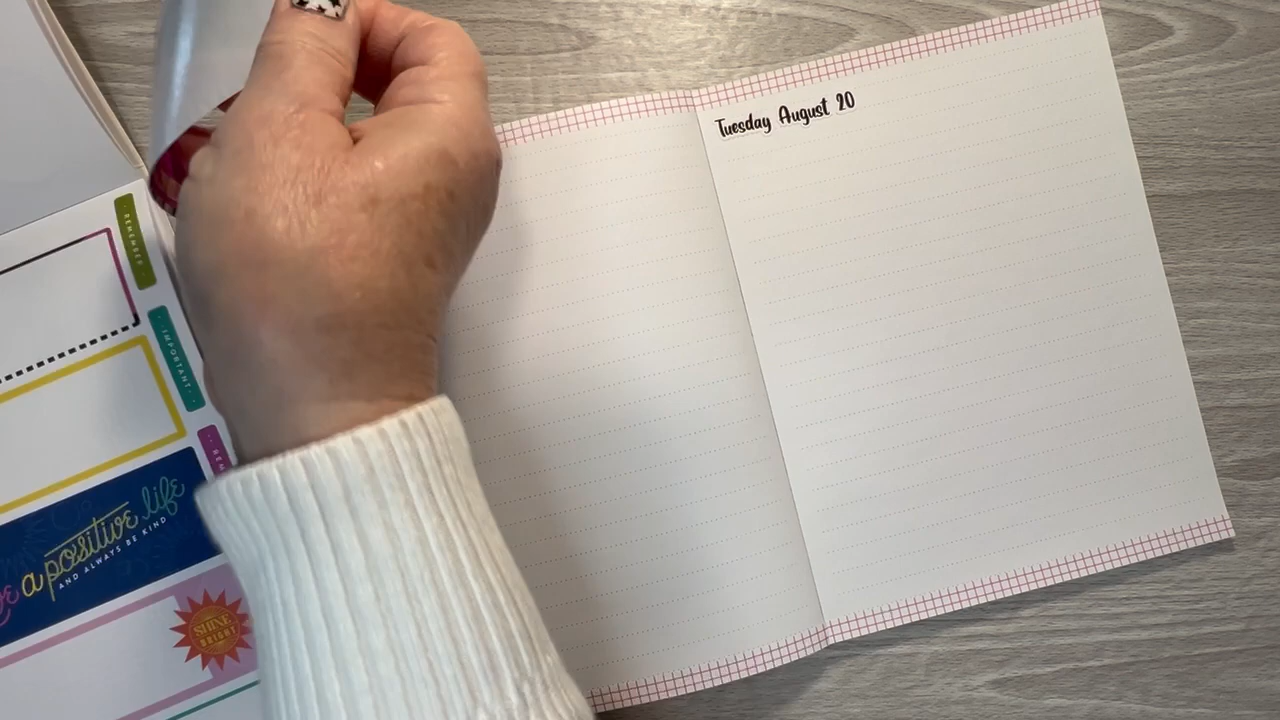 Tuesday August 20
REMEMBER
IMPORTANT
a positive life
AND ALWAYS BE KIND
SHINE
BRIGHT